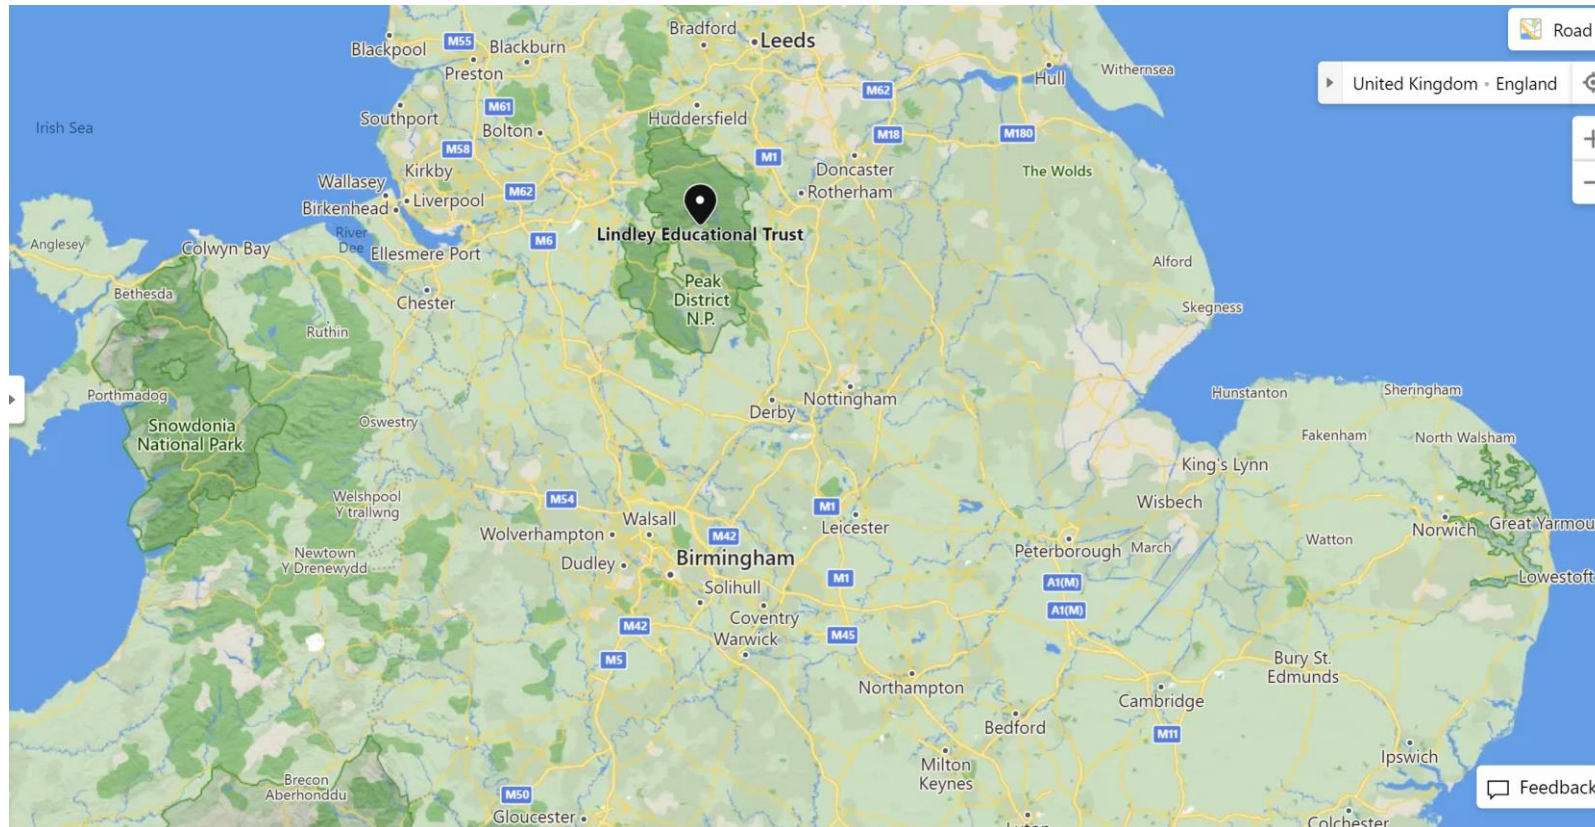 Bradford
Leeds
Blackpool
M55
Blackburn
Preston
Hull
Withernsea
Road
United Kingdom • England
M62
Irish Sea
Southport
M61
Bolton
Huddersfield
M18
M180
M58
M1
Doncaster
The Wolds
Kirkby
Wallasey
Liverpool
M62
Rotherham
Birkenhead
River
Dee
Lindley Educational Trust
M6
Anglesey
Colwyn Bay
Ellesmere Port
Alford
Bethesda
Chester
Peak
District
N.P.
Skegness
Ruthin
Porthmadog
Derby
Nottingham
Hunstanton
Sheringham
Snowdonia
National Park
Oswestry
Fakenham
North Walsham
King's Lynn
Welshpool
Y trallwng
M54
M1
Wisbech
Wolverhampton
Walsall
Leicester
Norwich
Great Yarmou
M42
Newtown
Y Drenewydd
Dudley
Birmingham
Peterborough
March
Watton
Solihull
M1
A1(M)
Lowestoft
Coventry
A1(M)
M42
Warwick
M45
M5
Bury St.
Edmunds
Northampton
Cambridge
Bedford
M11
Milton
Keynes
Ipswich
Brecon
Aberhonddu
M50
Gloucester
Feedback
Colchester